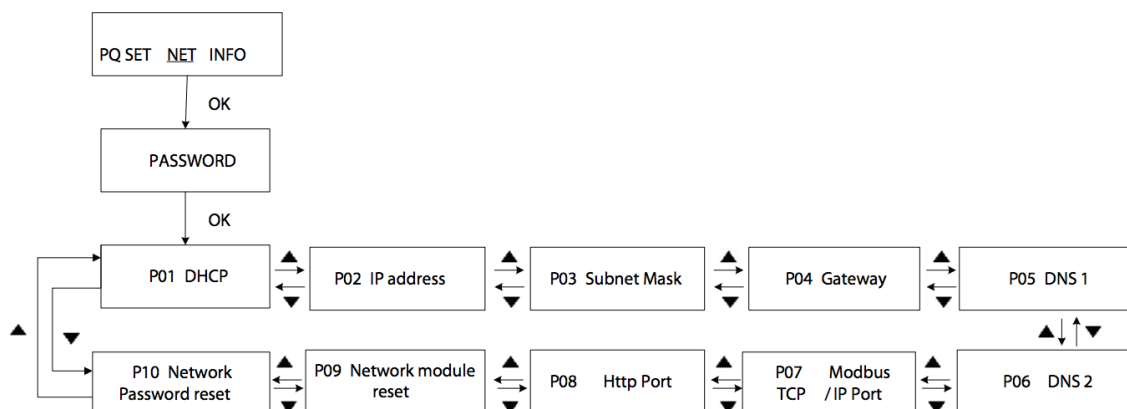 PQ SET NET INFO
OK
PASSWORD
OK
P01 DHCP
P02 IP address
P03 Subnet Mask
P04 Gateway
P05 DNS 1
P10 Network
Password reset
P09 Network module
reset
P08 Http Port
P07 Modbus
TCP / IP Port
P06 DNS 2